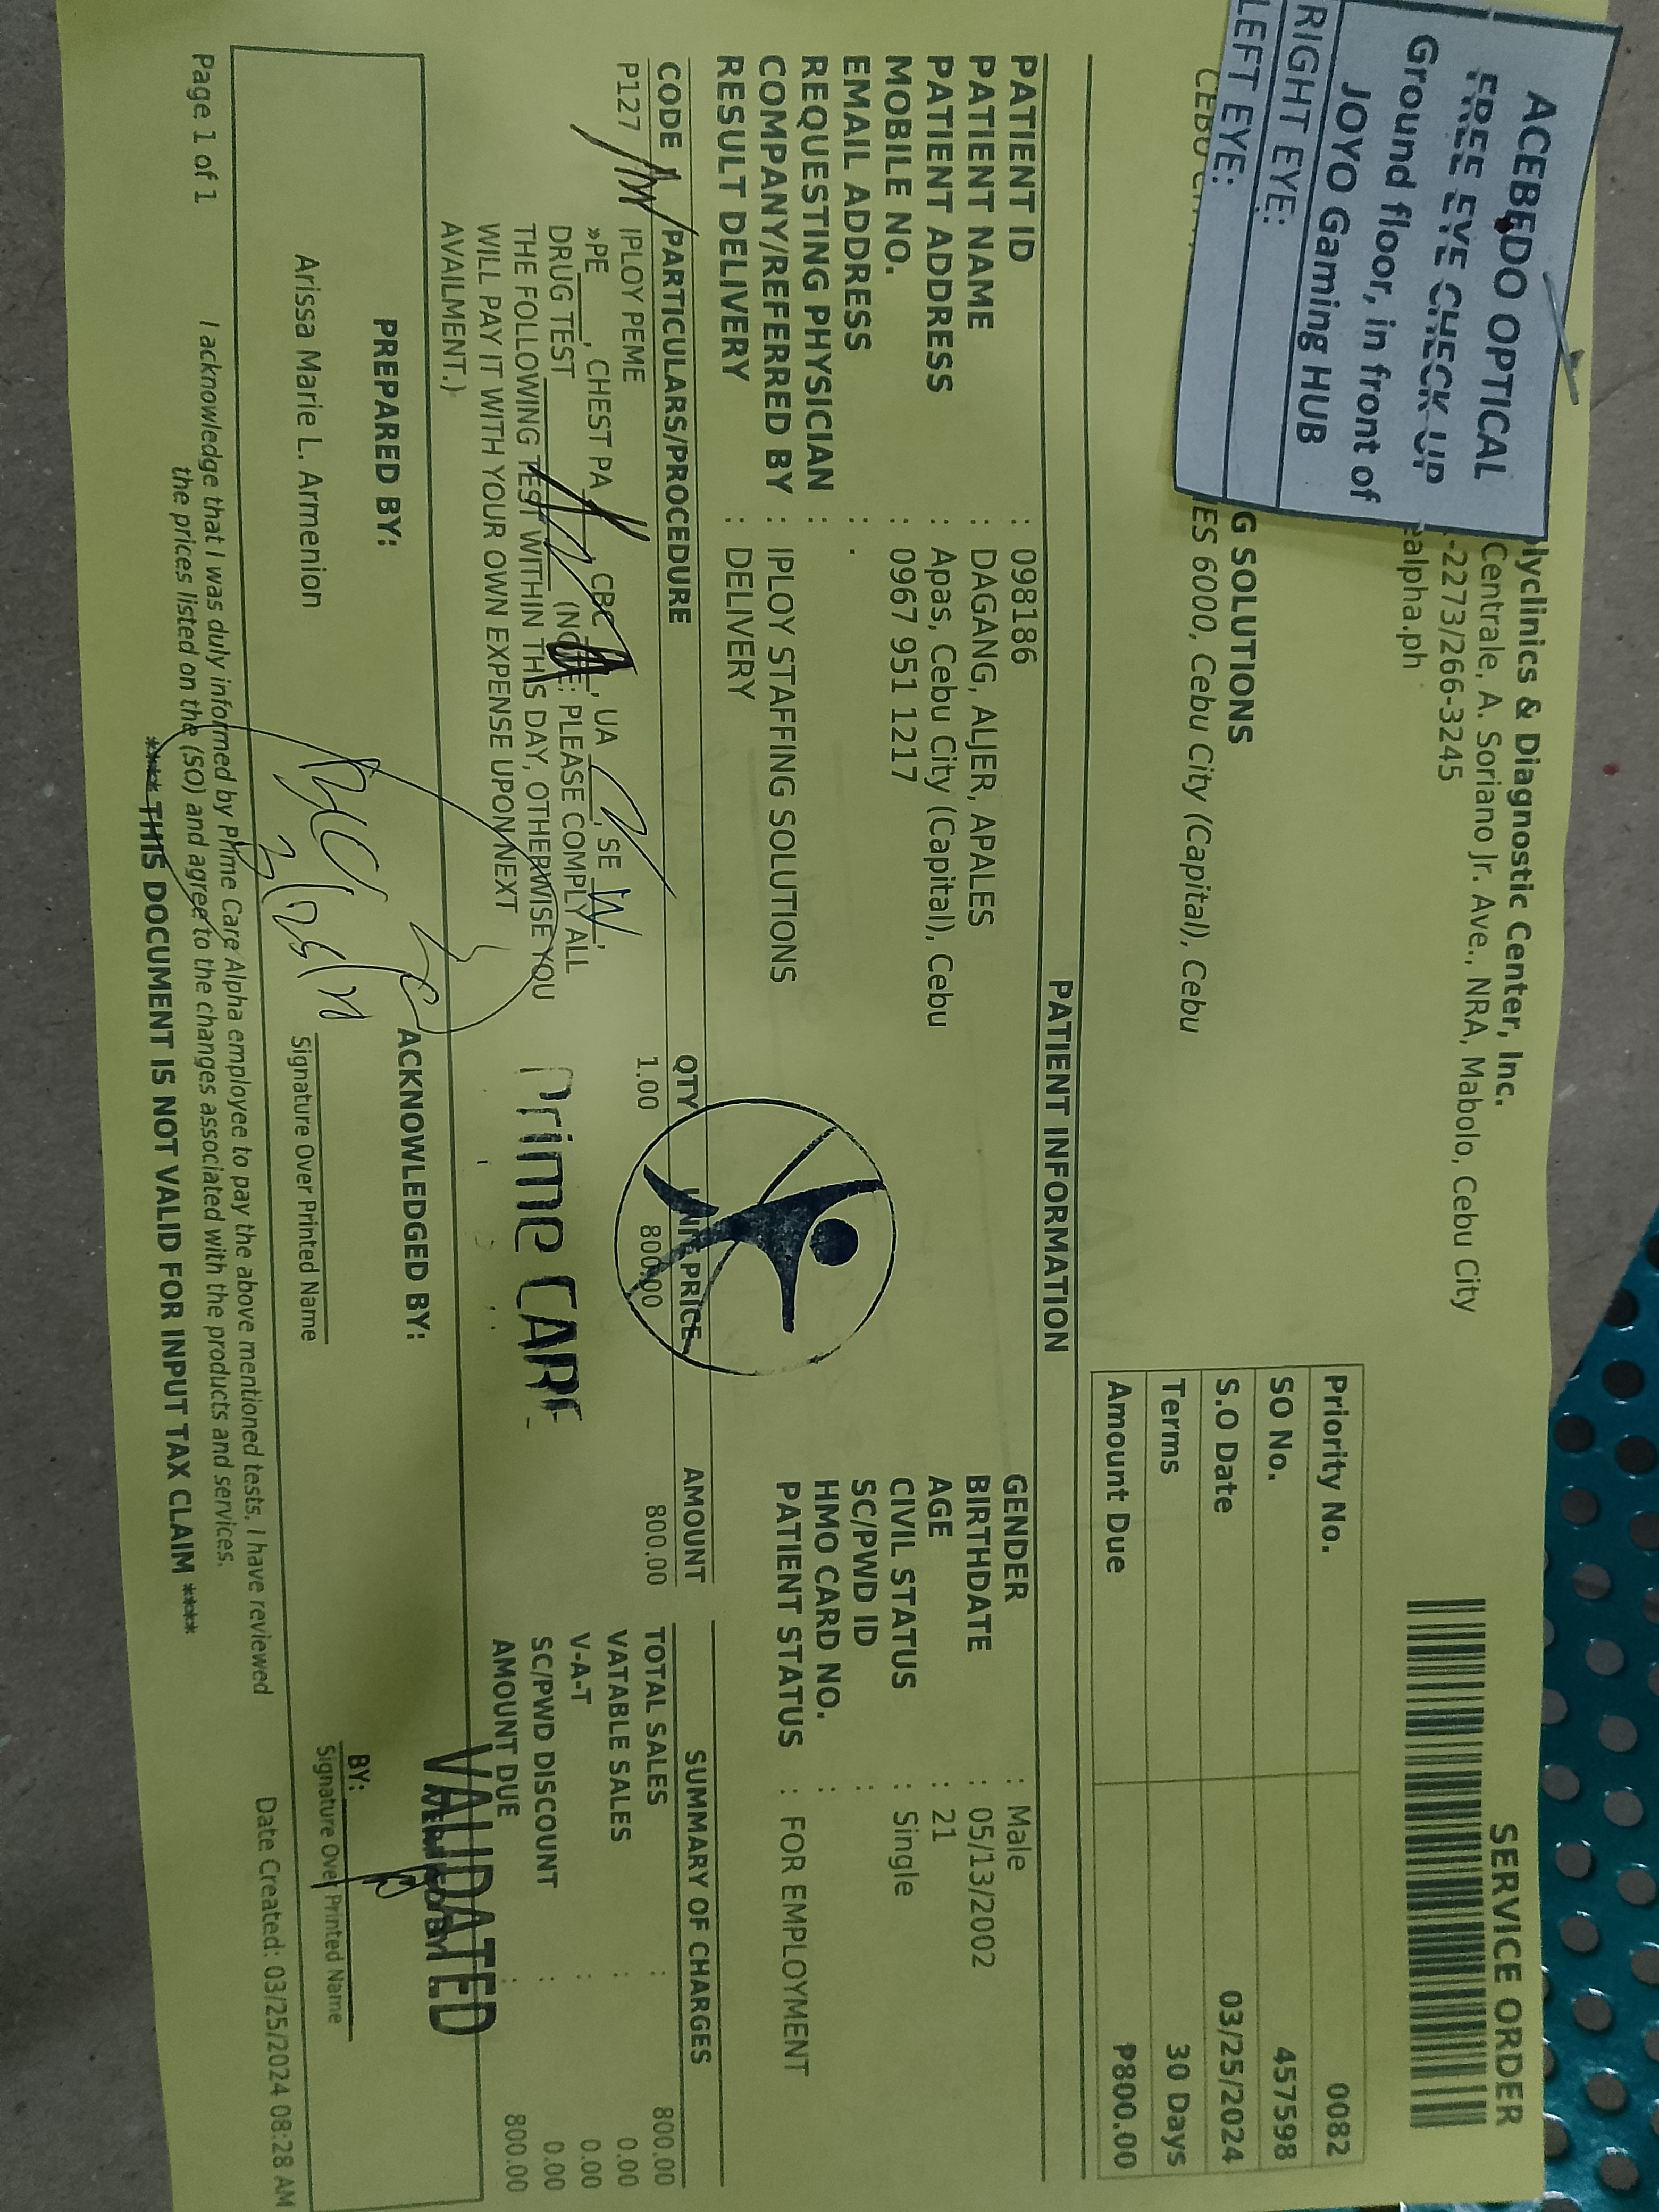 ACEBEDO OPTICAL
FREE EYE CHECK UP
Ground floor, in front of
JOYO Gaming HUB
RIGHT EYE:
LEFT EYE:
lyclinics & Diagnostic Center, Inc.
Centrale, A. Soriano Jr. Ave., NRA, Mabolo, Cebu City
-2273/266-3245
ealpha.ph
SERVICE ORDER
Priority No. 0082
SO No. 457598
S.O Date 03/25/2024
Terms 30 Days
Amount Due ₱800.00
G SOLUTIONS
ES 6000, Cebu City (Capital), Cebu
PATIENT INFORMATION
PATIENT ID : 098186
PATIENT NAME : DAGANG, ALJER, APALES
PATIENT ADDRESS : Apas, Cebu City (Capital), Cebu
MOBILE NO. : 0967 951 1217
EMAIL ADDRESS : .
REQUESTING PHYSICIAN :
COMPANY/REFERRED BY : IPLOY STAFFING SOLUTIONS
RESULT DELIVERY : DELIVERY
GENDER : Male
BIRTHDATE : 05/13/2002
AGE : 21
CIVIL STATUS : Single
SC/PWD ID :
HMO CARD NO. :
PATIENT STATUS : FOR EMPLOYMENT
CODE PARTICULARS/PROCEDURE QTY UNIT PRICE AMOUNT
P127 IPLOY PEME 1.00 800.00 800.00
»PE____, CHEST PA____, CBC____, UA____, SE____,
DRUG TEST____ (NOTE: PLEASE COMPLY ALL
THE FOLLOWING TEST WITHIN THIS DAY, OTHERWISE YOU
WILL PAY IT WITH YOUR OWN EXPENSE UPON NEXT
AVAILMENT.)
Prime CARE
SUMMARY OF CHARGES
TOTAL SALES : 800.00
VATABLE SALES : 0.00
V-A-T : 0.00
SC/PWD DISCOUNT : 0.00
AMOUNT DUE : 800.00
VALIDATED
BY:
PREPARED BY:
Arissa Marie L. Armenion
ACKNOWLEDGED BY:
Signature Over Printed Name
Signature Over Printed Name
I acknowledge that I was duly informed by Prime Care Alpha employee to pay the above mentioned tests. I have reviewed
the prices listed on the (SO) and agree to the changes associated with the products and services.
Page 1 of 1
Date Created: 03/25/2024 08:28 AM
**** THIS DOCUMENT IS NOT VALID FOR INPUT TAX CLAIM ****